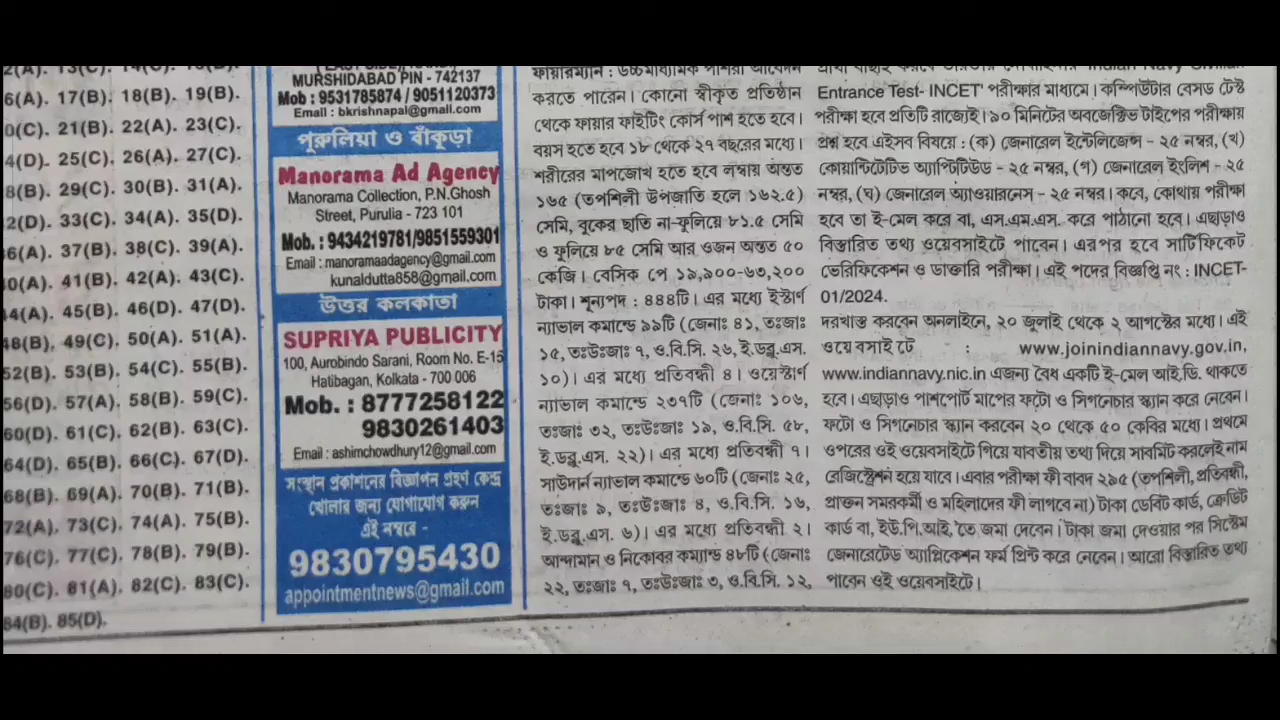 6(A). 17(B). 18(B). 19(B).
0(C). 21(B). 22(A). 23(C).
4(D). 25(C). 26(A). 27(C).
8(B). 29(C). 30(B). 31(A).
2(D). 33(C). 34(A). 35(D).
6(A). 37(B). 38(C). 39(A).
0(A). 41(B). 42(A). 43(C).
4(A). 45(B). 46(D). 47(D).
48(B). 49(C). 50(A). 51(A).
52(B). 53(B). 54(C). 55(B).
56(D). 57(A). 58(B). 59(C).
60(D). 61(C). 62(B). 63(C).
64(D). 65(B). 66(C). 67(D).
68(B). 69(A). 70(B). 71(B).
72(A). 73(C). 74(A). 75(B).
76(C). 77(C). 78(B). 79(B).
80(C). 81(A). 82(C). 83(C).
84(B). 85(D).
MURSHIDABAD PIN - 742137
Mob : 9531785874 / 9051120373
Email : bkrishnapal@gmail.com
পুরুলিয়া ও বাঁকুড়া
Manorama Ad Agency
Manorama Collection, P.N.Ghosh
Street, Purulia - 723 101
Mob. : 9434219781/9851559301
Email : manoramaadagency@gmail.com
kunaldutta858@gmail.com
উত্তর কলকাতা
SUPRIYA PUBLICITY
100, Aurobindo Sarani, Room No. E-15
Hatibagan, Kolkata - 700 006
Mob. : 8777258122
9830261403
Email : ashimchowdhury12@gmail.com
সংস্থান প্রকাশনের বিজ্ঞাপন গ্রহণ কেন্দ্র
খোলার জন্য যোগাযোগ করুন
এই নম্বরে -
9830795430
appointmentnews@gmail.com
ফায়ারম্যান : উচ্চমাধ্যমিক পাশরা আবেদন
করতে পারেন। কোনো স্বীকৃত প্রতিষ্ঠান
থেকে ফায়ার ফাইটিং কোর্স পাশ হতে হবে।
বয়স হতে হবে ১৮ থেকে ২৭ বছরের মধ্যে।
শরীরের মাপজোখ হতে হবে লম্বায় অন্তত
১৬৫ (তপশিলী উপজাতি হলে ১৬২.৫)
সেমি, বুকের ছাতি না-ফুলিয়ে ৮১.৫ সেমি
ও ফুলিয়ে ৮৫ সেমি আর ওজন অন্তত ৫০
কেজি। বেসিক পে ১৯,৯০০-৬৩,২০০
টাকা। শূন্যপদ : ৪৪৪টি। এর মধ্যে ইস্টার্ণ
ন্যাভাল কমান্ডে ৯৯টি (জেনাঃ ৪১, তঃজাঃ
১৫, তঃউঃজাঃ ৭, ও.বি.সি. ২৬, ই.ডব্লু.এস.
১০)। এর মধ্যে প্রতিবন্ধী ৪। ওয়েস্টার্ণ
ন্যাভাল কমান্ডে ২৩৭টি (জেনাঃ ১০৬,
তঃজাঃ ৩২, তঃউঃজাঃ ১৯, ও.বি.সি. ৫৮,
ই.ডব্লু.এস. ২২)। এর মধ্যে প্রতিবন্ধী ৭।
সাউদার্ন ন্যাভাল কমান্ডে ৬০টি (জেনাঃ ২৫,
তঃজাঃ ৯, তঃউঃজাঃ ৪, ও.বি.সি. ১৬,
ই.ডব্লু.এস. ৬)। এর মধ্যে প্রতিবন্ধী ২।
আন্দামান ও নিকোবর কম্যান্ড ৪৮টি (জেনাঃ
২২, তঃজাঃ ৭, তঃউঃজাঃ ৩, ও.বি.সি. ১২,
Entrance Test- INCET' পরীক্ষার মাধ্যমে। কম্পিউটার বেসড টেস্ট
পরীক্ষা হবে প্রতিটি রাজ্যেই। ৯০ মিনিটের অবজেক্টিভ টাইপের পরীক্ষায়
প্রশ্ন হবে এইসব বিষয়ে : (ক) জেনারেল ইন্টেলিজেন্স - ২৫ নম্বর, (খ)
কোয়ান্টিটেটিভ অ্যাপটিটিউড - ২৫ নম্বর, (গ) জেনারেল ইংলিশ - ২৫
নম্বর, (ঘ) জেনারেল অ্যাওয়ারনেস - ২৫ নম্বর। কবে, কোথায় পরীক্ষা
হবে তা ই-মেল করে বা, এস.এম.এস. করে পাঠানো হবে। এছাড়াও
বিস্তারিত তথ্য ওয়েবসাইটে পাবেন। এরপর হবে সার্টিফিকেট
ভেরিফিকেশন ও ডাক্তারি পরীক্ষা। এই পদের বিজ্ঞপ্তি নং : INCET-
01/2024.
দরখাস্ত করবেন অনলাইনে, ২০ জুলাই থেকে ২ আগস্টের মধ্যে। এই
ওয়েবসাইটে : www.joinindiannavy.gov.in,
www.indiannavy.nic.in এজন্য বৈধ একটি ই-মেল আই.ডি. থাকতে
হবে। এছাড়াও পাশপোর্ট মাপের ফটো ও সিগনেচার স্ক্যান করে নেবেন।
ফটো ও সিগনেচার স্ক্যান করবেন ২০ থেকে ৫০ কেবির মধ্যে। প্রথমে
ওপরের ওই ওয়েবসাইটে গিয়ে যাবতীয় তথ্য দিয়ে সাবমিট করলেই নাম
রেজিস্ট্রেশন হয়ে যাবে। এবার পরীক্ষা ফী বাবদ ২৯৫ (তপশিলী, প্রতিবন্ধী,
প্রাক্তন সমরকর্মী ও মহিলাদের ফী লাগবে না) টাকা ডেবিট কার্ড, ক্রেডিট
কার্ড বা, ইউ.পি.আই.'তে জমা দেবেন। টাকা জমা দেওয়ার পর সিস্টেম
জেনারেটেড অ্যাপ্লিকেশন ফর্ম প্রিন্ট করে নেবেন। আরো বিস্তারিত তথ্য
পাবেন ওই ওয়েবসাইটে।